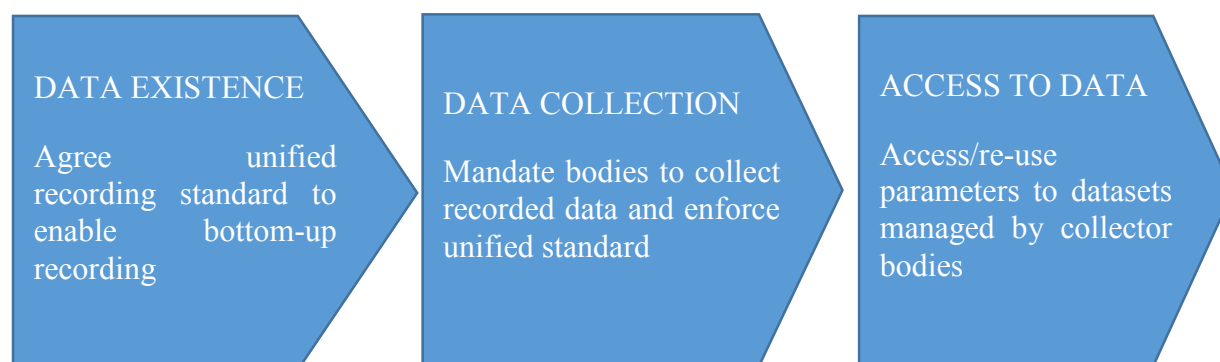 DATA EXISTENCE
Agree unified
recording standard to
enable bottom-up
recording
DATA COLLECTION
Mandate bodies to collect
recorded data and enforce
unified standard
ACCESS TO DATA
Access/re-use
parameters to datasets
managed by collector
bodies